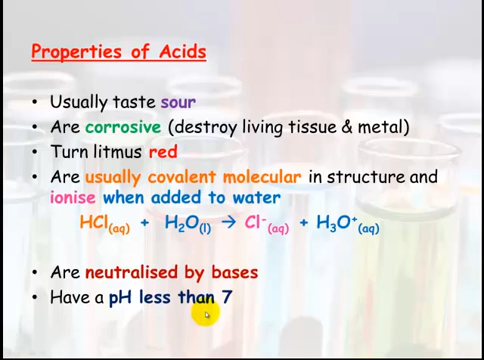 Properties of Acids
• Usually taste sour
• Are corrosive (destroy living tissue & metal)
• Turn litmus red
• Are usually covalent molecular in structure and
ionise when added to water
HCl(aq) + H₂O(l) → Cl⁻(aq) + H₃O⁺(aq)
• Are neutralised by bases
• Have a pH less than 7